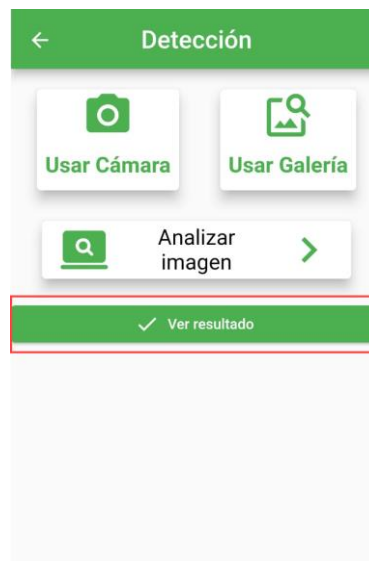 Detección
Usar Cámara
Usar Galería
Analizar
imagen
Ver resultado